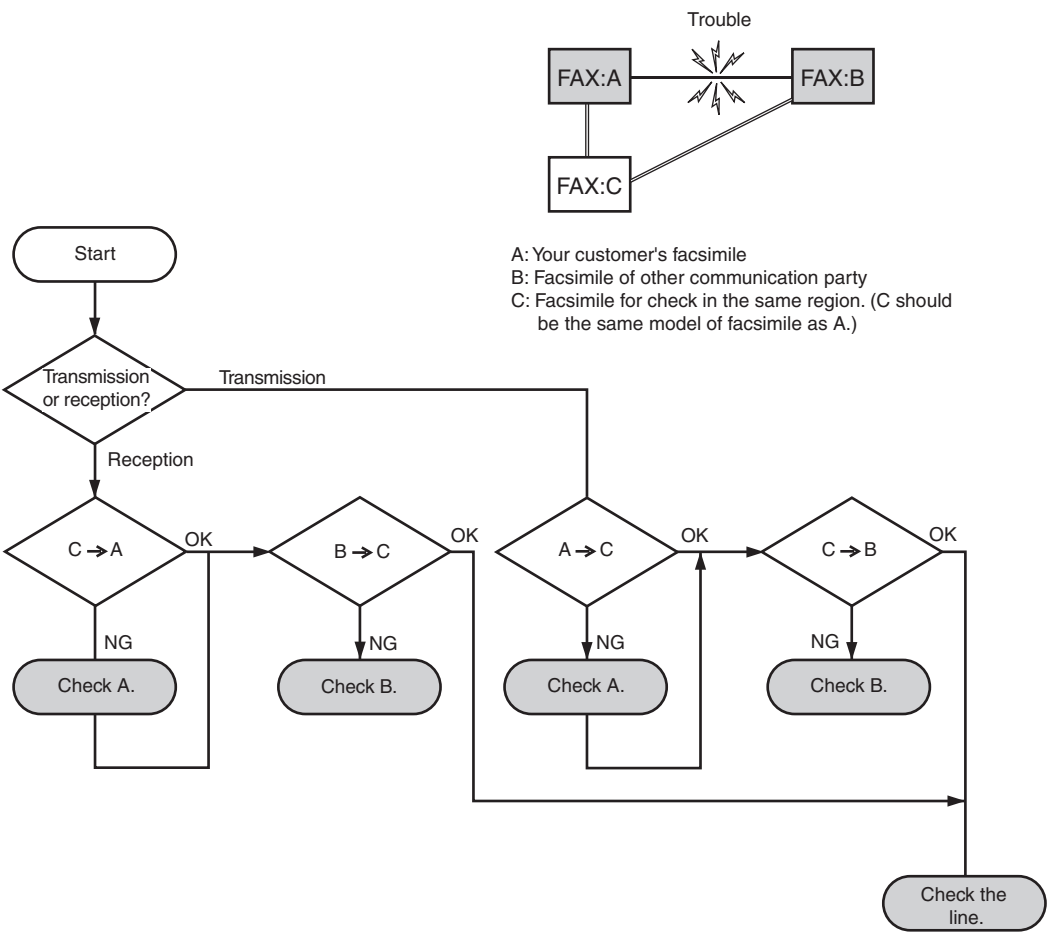 Trouble
FAX:A
FAX:B
FAX:C
A: Your customer's facsimile
B: Facsimile of other communication party
C: Facsimile for check in the same region. (C should
be the same model of facsimile as A.)
Start
Transmission
or reception?
Transmission
Reception
C → A
OK
B → C
OK
A → C
OK
C → B
OK
NG
NG
NG
NG
Check A.
Check B.
Check A.
Check B.
Check the
line.